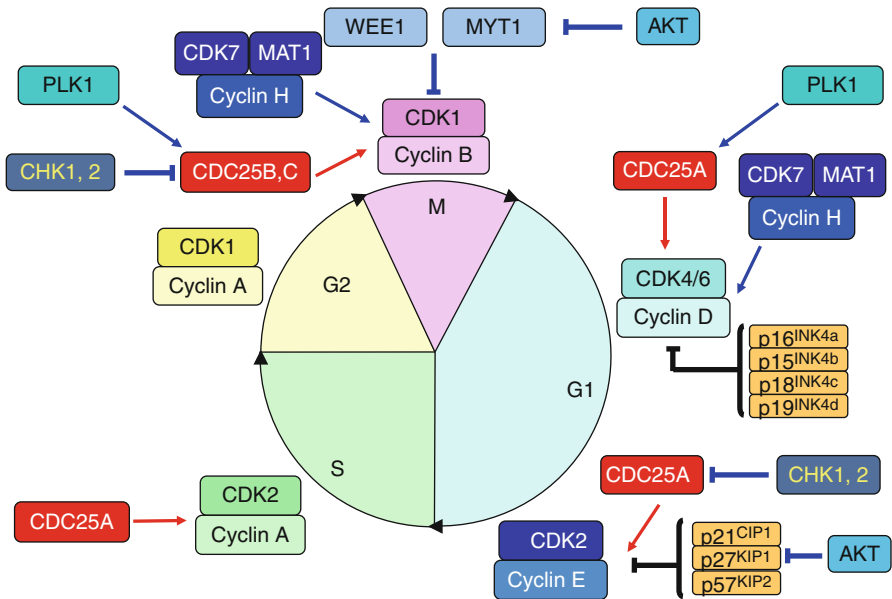 WEE1
MYT1
AKT
CDK7
MAT1
Cyclin H
PLK1
CDK1
Cyclin B
PLK1
CHK1, 2
CDC25B,C
CDC25A
CDK7
MAT1
Cyclin H
M
CDK1
Cyclin A
G2
CDK4/6
Cyclin D
p16INK4a
p15INK4b
p18INK4c
p19INK4d
G1
S
CDC25A
CHK1, 2
CDK2
Cyclin A
CDC25A
CDK2
Cyclin E
p21CIP1
p27KIP1
p57KIP2
AKT